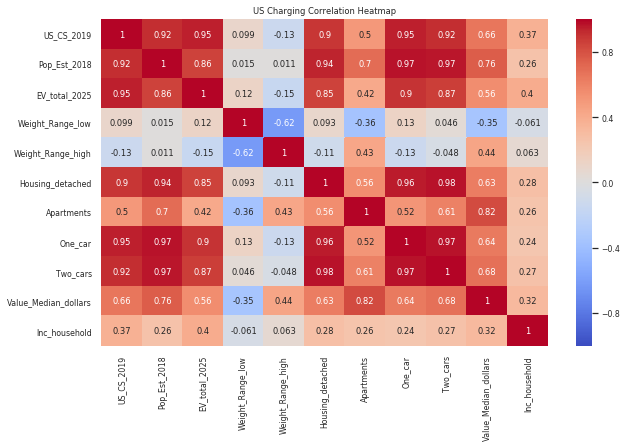 US Charging Correlation Heatmap
US_CS_2019 1 0.92 0.95 0.099 -0.13 0.9 0.5 0.95 0.92 0.66 0.37
Pop_Est_2018 0.92 1 0.86 0.015 0.011 0.94 0.7 0.97 0.97 0.76 0.26
EV_total_2025 0.95 0.86 1 0.12 -0.15 0.85 0.42 0.9 0.87 0.56 0.4
Weight_Range_low 0.099 0.015 0.12 1 -0.62 0.093 -0.36 0.13 0.046 -0.35 -0.061
Weight_Range_high -0.13 0.011 -0.15 -0.62 1 -0.11 0.43 -0.13 -0.048 0.44 0.063
Housing_detached 0.9 0.94 0.85 0.093 -0.11 1 0.56 0.96 0.98 0.63 0.28
Apartments 0.5 0.7 0.42 -0.36 0.43 0.56 1 0.52 0.61 0.82 0.26
One_car 0.95 0.97 0.9 0.13 -0.13 0.96 0.52 1 0.97 0.64 0.24
Two_cars 0.92 0.97 0.87 0.046 -0.048 0.98 0.61 0.97 1 0.68 0.27
Value_Median_dollars 0.66 0.76 0.56 -0.35 0.44 0.63 0.82 0.64 0.68 1 0.32
Inc_household 0.37 0.26 0.4 -0.061 0.063 0.28 0.26 0.24 0.27 0.32 1
US_CS_2019
Pop_Est_2018
EV_total_2025
Weight_Range_low
Weight_Range_high
Housing_detached
Apartments
One_car
Two_cars
Value_Median_dollars
Inc_household
0.8
0.4
0.0
-0.4
-0.8